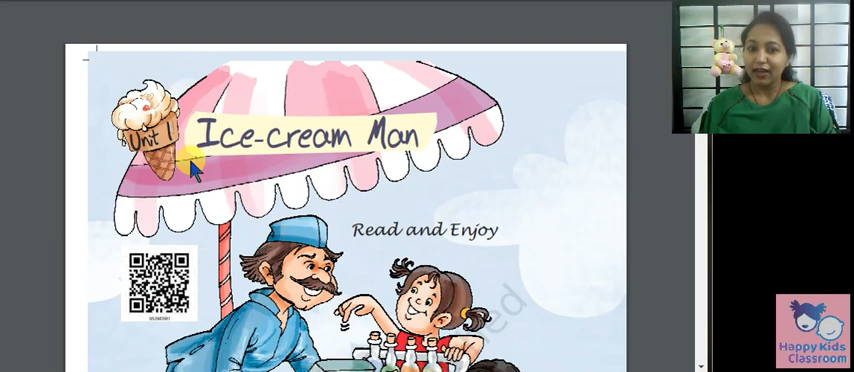 Unit 1
Ice-cream Man
Read and Enjoy
Happy Kids
Classroom